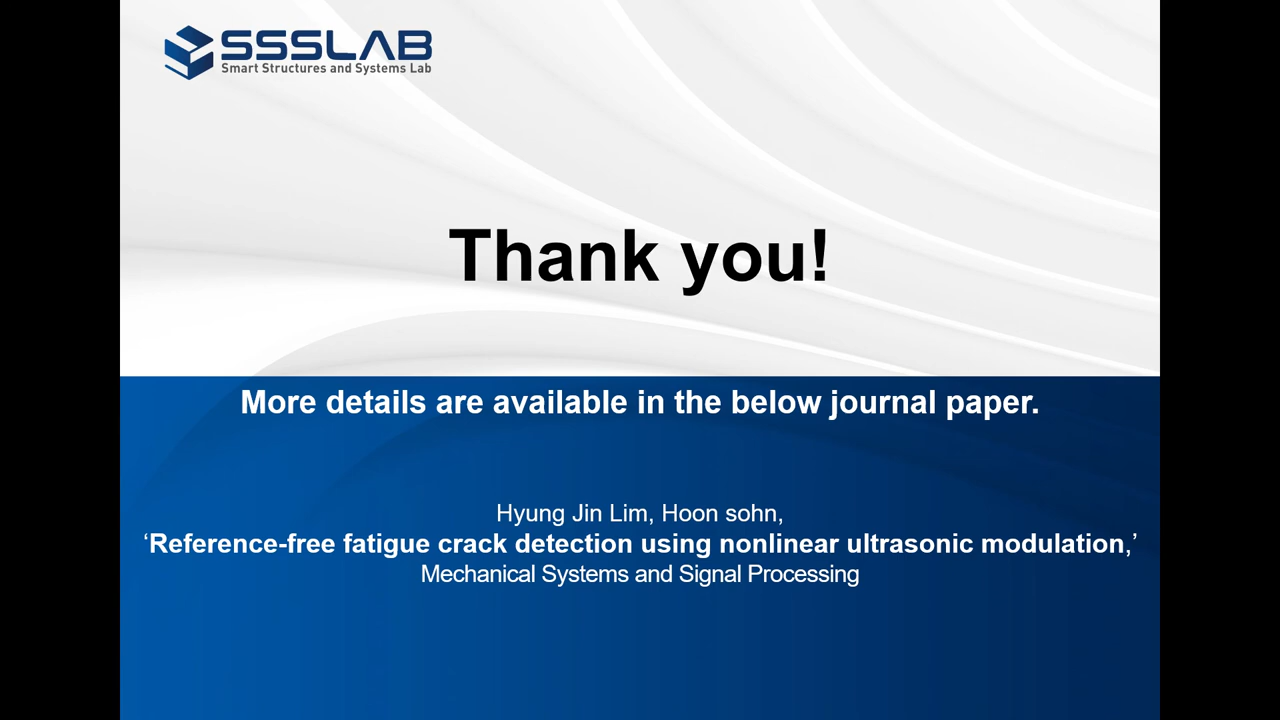 SSSLAB
Smart Structures and Systems Lab
Thank you!
More details are available in the below journal paper.
Hyung Jin Lim, Hoon sohn,
‘Reference-free fatigue crack detection using nonlinear ultrasonic modulation,’
Mechanical Systems and Signal Processing